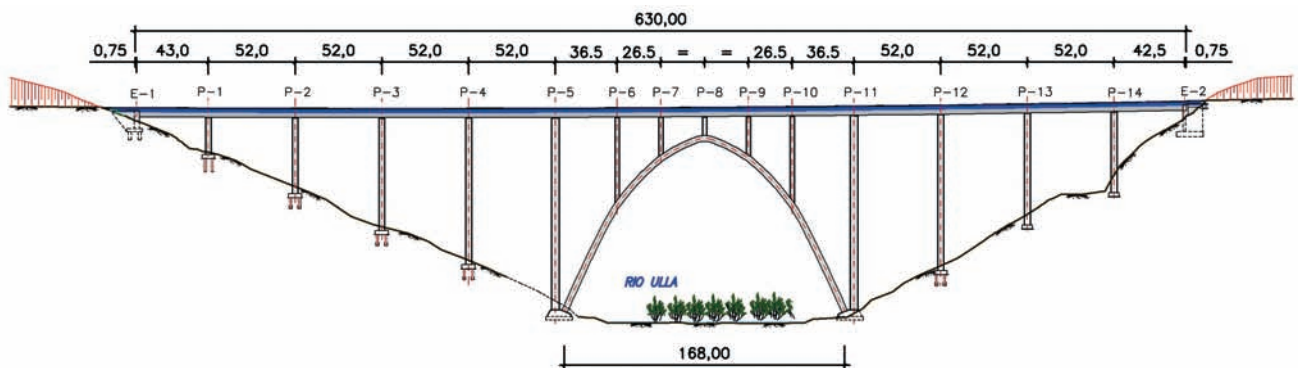 630,00
0,75 43,0 52,0 52,0 52,0 52,0 36.5 26.5 = = 26.5 36.5 52,0 52,0 52,0 42,5 0,75
E-1 P-1 P-2 P-3 P-4 P-5 P-6 P-7 P-8 P-9 P-10 P-11 P-12 P-13 P-14 E-2
RIO ULLA
168,00